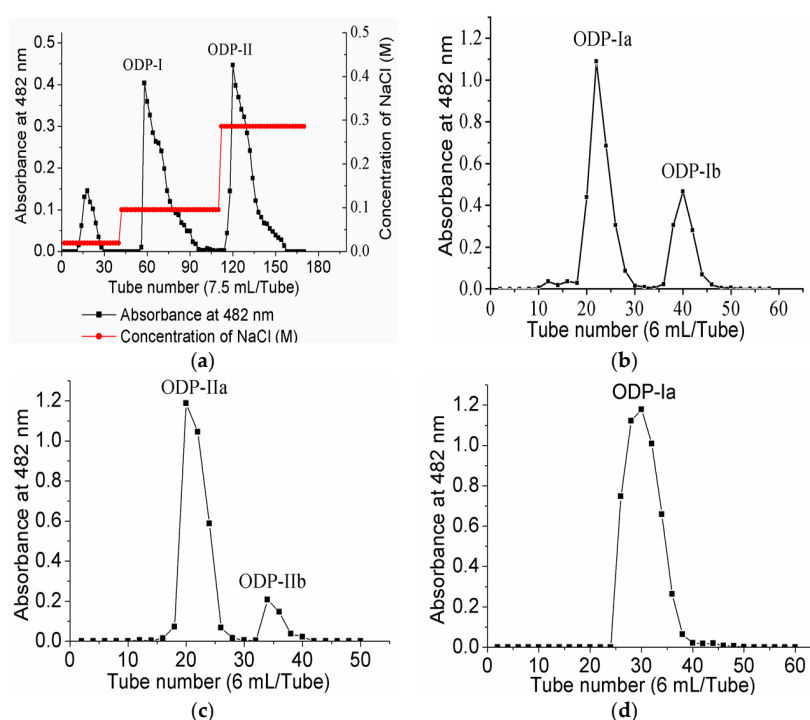 ODP-I
ODP-II
Absorbance at 482 nm
0.5
0.4
0.3
0.2
0.1
0.0
Concentration of NaCl (M)
0.5
0.4
0.3
0.2
0.1
0.0
0 30 60 90 120 150 180
Tube number (7.5 mL/Tube)
Absorbance at 482 nm
Concentration of NaCl (M)
(a)
ODP-Ia
ODP-Ib
Absorbance at 482 nm
1.2
1.0
0.8
0.6
0.4
0.2
0.0
0 10 20 30 40 50 60
Tube number (6 mL/Tube)
(b)
ODP-IIa
ODP-IIb
Absorbance at 482 nm
1.2
1.0
0.8
0.6
0.4
0.2
0.0
0 10 20 30 40 50
Tube number (6 mL/Tube)
(c)
ODP-Ia
Absorbance at 482 nm
1.2
1.0
0.8
0.6
0.4
0.2
0.0
0 10 20 30 40 50 60
Tube number (6 mL/Tube)
(d)